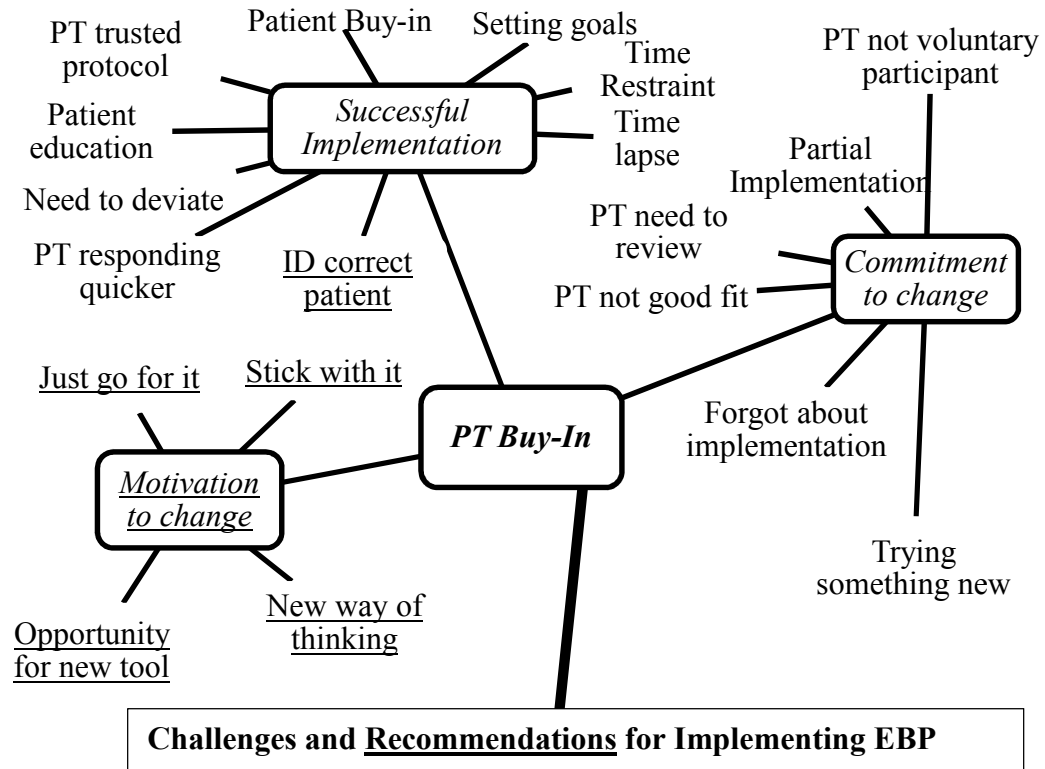 Patient Buy-in
Setting goals
PT trusted
protocol
Time
Restraint
PT not voluntary
participant
Patient
education
Successful
Implementation
Time
lapse
Partial
Implementation
Need to deviate
PT need to
review
PT responding
quicker
ID correct
patient
PT not good fit
Commitment
to change
Just go for it
Stick with it
PT Buy-In
Forgot about
implementation
Motivation
to change
Trying
something new
New way of
thinking
Opportunity
for new tool
Challenges and Recommendations for Implementing EBP